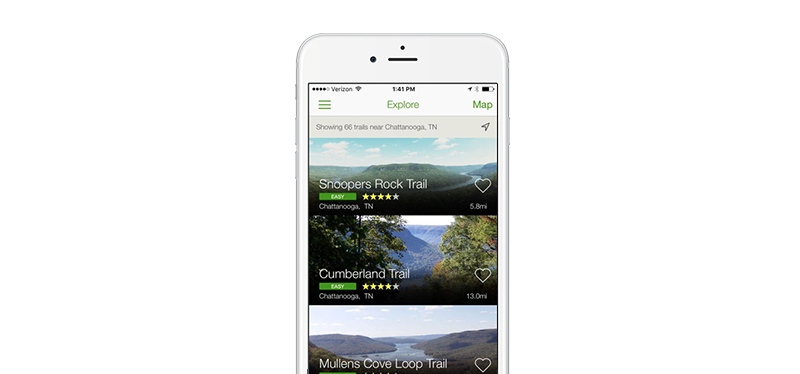 Verizon 1:41 PM
Explore Map
Showing 66 trails near Chattanooga, TN
Snoopers Rock Trail
EASY
Chattanooga, TN 5.8mi
Cumberland Trail
EASY
Chattanooga, TN 13.0mi
Mullens Cove Loop Trail